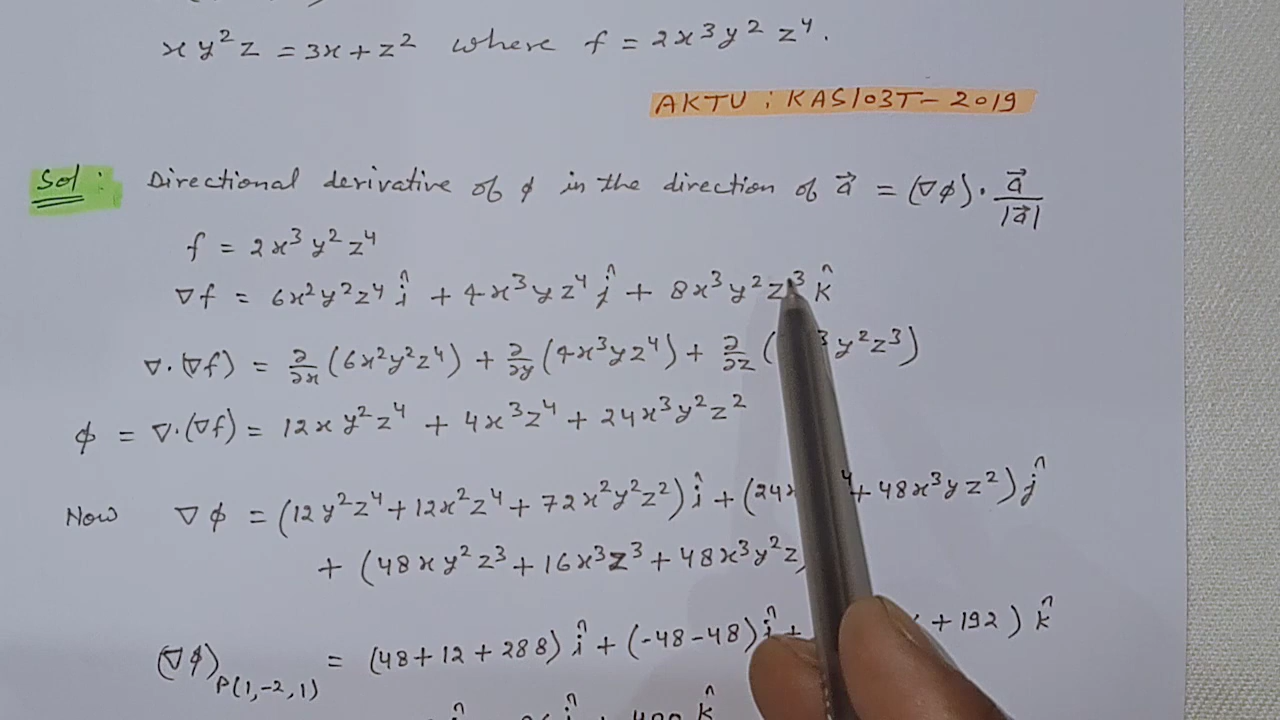 xy²z = 3x + z² where f = 2x³y²z⁴.
AKTU : KAS103T - 2019
Sol : Directional derivative of ϕ in the direction of a⃗ = (∇ϕ) · a⃗/|a⃗|
f = 2x³y²z⁴
∇f = 6x²y²z⁴ î + 4x³yz⁴ ĵ + 8x³y²z³ k̂
∇·(∇f) = ∂/∂x (6x²y²z⁴) + ∂/∂y (4x³yz⁴) + ∂/∂z ( ³y²z³)
ϕ = ∇·(∇f) = 12xy²z⁴ + 4x³z⁴ + 24x³y²z²
Now ∇ϕ = (12y²z⁴ + 12x²z⁴ + 72x²y²z²) î + (24x ⁴ + 48x³yz²) ĵ
+ (48xy²z³ + 16x³z³ + 48x³y²z)
(∇ϕ)P(1,-2,1) = (48 + 12 + 288) î + (-48 - 48) ĵ + + 192) k̂